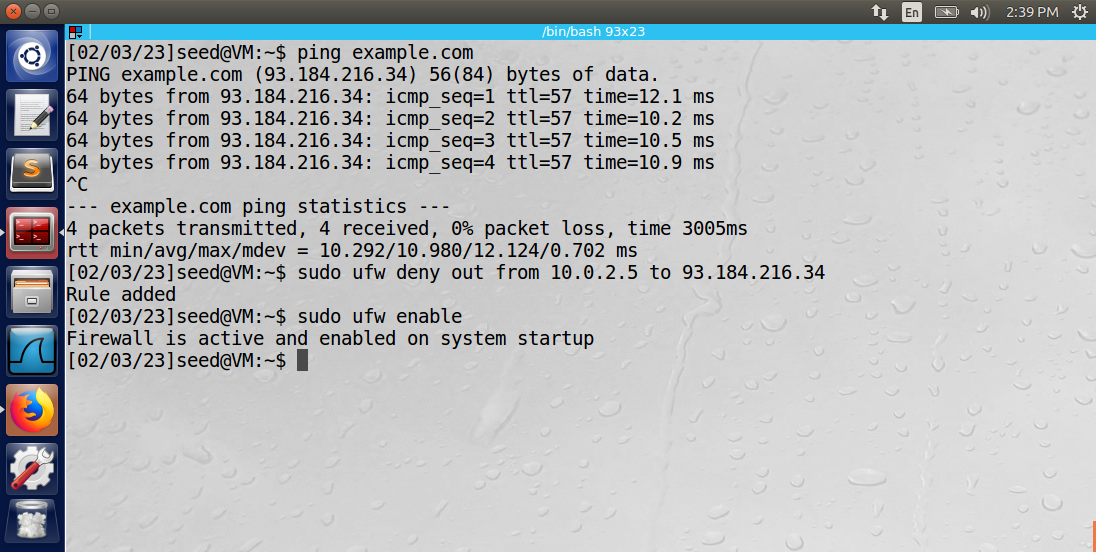 En
2:39 PM
/bin/bash 93x23
[02/03/23]seed@VM:~$ ping example.com
PING example.com (93.184.216.34) 56(84) bytes of data.
64 bytes from 93.184.216.34: icmp_seq=1 ttl=57 time=12.1 ms
64 bytes from 93.184.216.34: icmp_seq=2 ttl=57 time=10.2 ms
64 bytes from 93.184.216.34: icmp_seq=3 ttl=57 time=10.5 ms
64 bytes from 93.184.216.34: icmp_seq=4 ttl=57 time=10.9 ms
^C
--- example.com ping statistics ---
4 packets transmitted, 4 received, 0% packet loss, time 3005ms
rtt min/avg/max/mdev = 10.292/10.980/12.124/0.702 ms
[02/03/23]seed@VM:~$ sudo ufw deny out from 10.0.2.5 to 93.184.216.34
Rule added
[02/03/23]seed@VM:~$ sudo ufw enable
Firewall is active and enabled on system startup
[02/03/23]seed@VM:~$